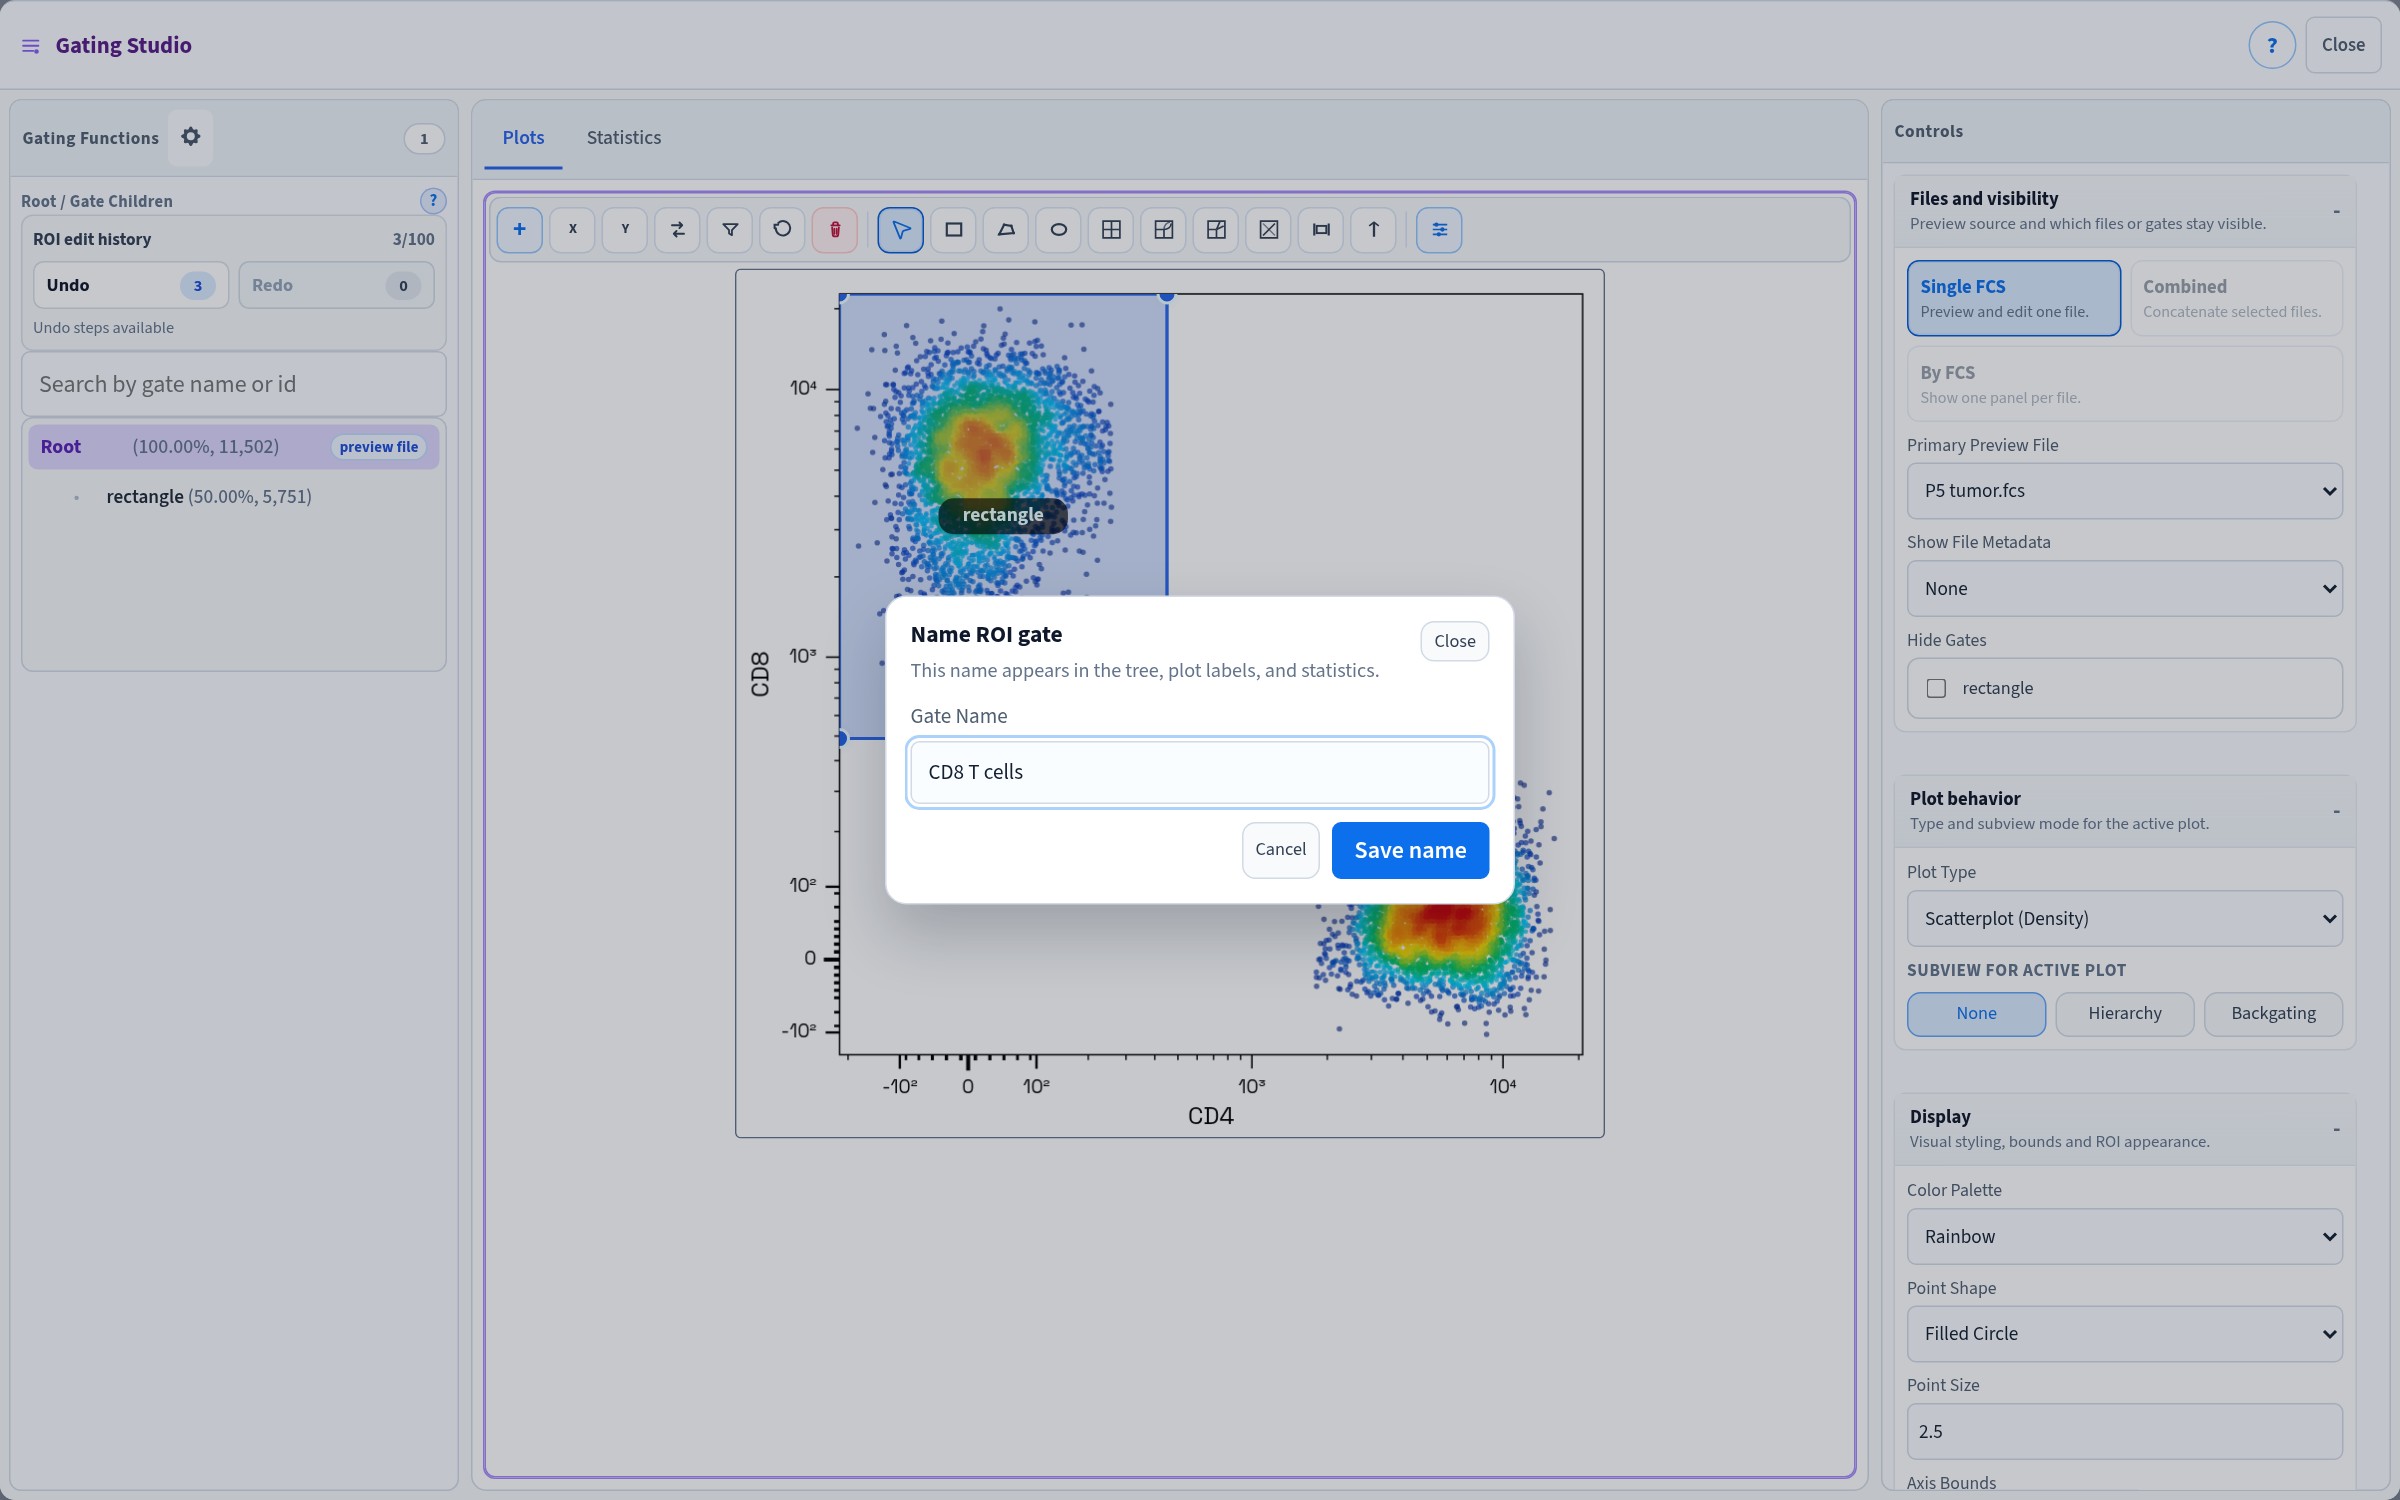 Gating Studio
?
Close
Gating Functions
1
Root / Gate Children
?
ROI edit history
3/100
Undo
3
Redo
0
Undo steps available
Search by gate name or id
Root
(100.00%, 11,502)
preview file
rectangle (50.00%, 5,751)
Plots
Statistics
+
X
Y
CD8
10⁴
10³
10²
0
-10²
rectangle
-10²
0
10²
10³
10⁴
CD4
Name ROI gate
Close
This name appears in the tree, plot labels, and statistics.
Gate Name
CD8 T cells
Cancel
Save name
Controls
Files and visibility
-
Preview source and which files or gates stay visible.
Single FCS
Preview and edit one file.
Combined
Concatenate selected files.
By FCS
Show one panel per file.
Primary Preview File
P5 tumor.fcs
Show File Metadata
None
Hide Gates
rectangle
Plot behavior
-
Type and subview mode for the active plot.
Plot Type
Scatterplot (Density)
SUBVIEW FOR ACTIVE PLOT
None
Hierarchy
Backgating
Display
-
Visual styling, bounds and ROI appearance.
Color Palette
Rainbow
Point Shape
Filled Circle
Point Size
2.5
Axis Bounds